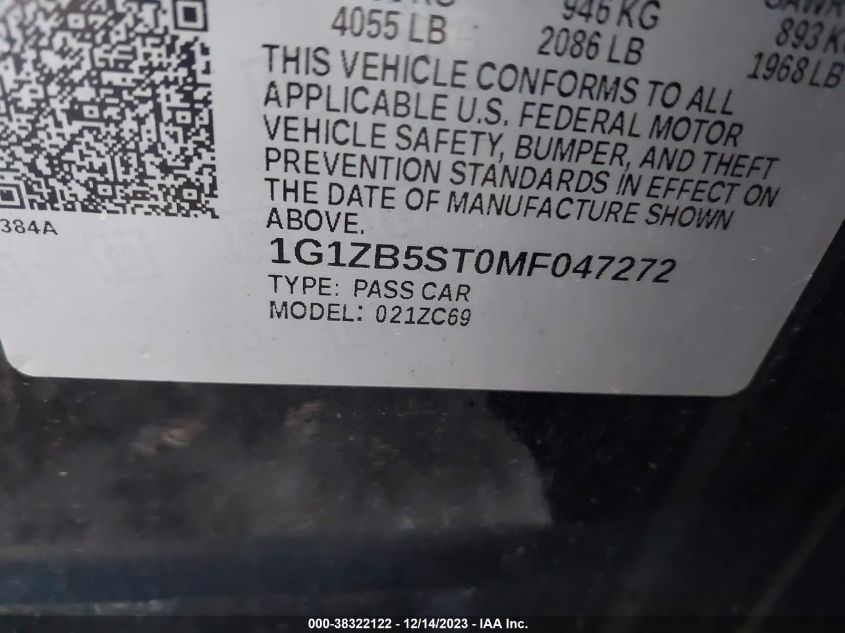 4055 LB
946 KG
2086 LB
893 K
1968 LB
THIS VEHICLE CONFORMS TO ALL
APPLICABLE U.S. FEDERAL MOTOR
VEHICLE SAFETY, BUMPER, AND THEFT
PREVENTION STANDARDS IN EFFECT ON
THE DATE OF MANUFACTURE SHOWN
ABOVE.
384A
1G1ZB5ST0MF047272
TYPE: PASS CAR
MODEL: 021ZC69
000-38322122 - 12/14/2023 - IAA Inc.